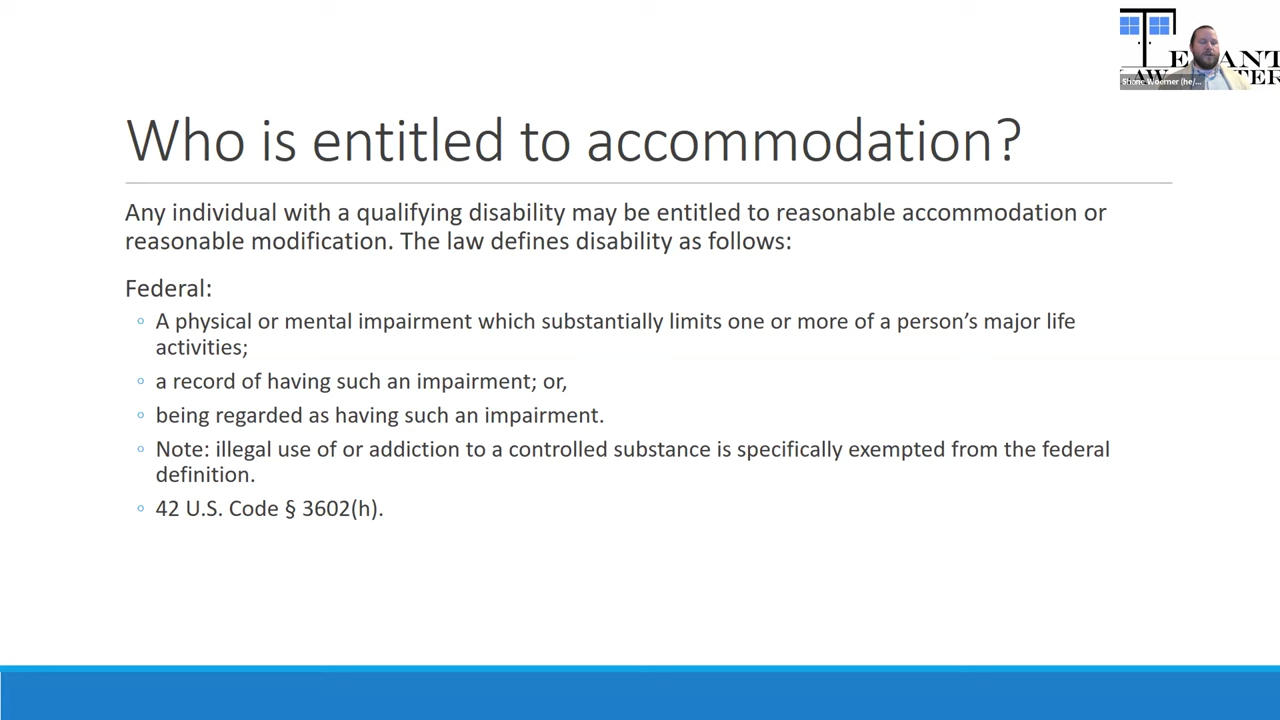 Who is entitled to accommodation?
Any individual with a qualifying disability may be entitled to reasonable accommodation or
reasonable modification. The law defines disability as follows:
Federal:
A physical or mental impairment which substantially limits one or more of a person’s major life
activities;
a record of having such an impairment; or,
being regarded as having such an impairment.
Note: illegal use of or addiction to a controlled substance is specifically exempted from the federal
definition.
42 U.S. Code § 3602(h).
Shane Woerner (he/...